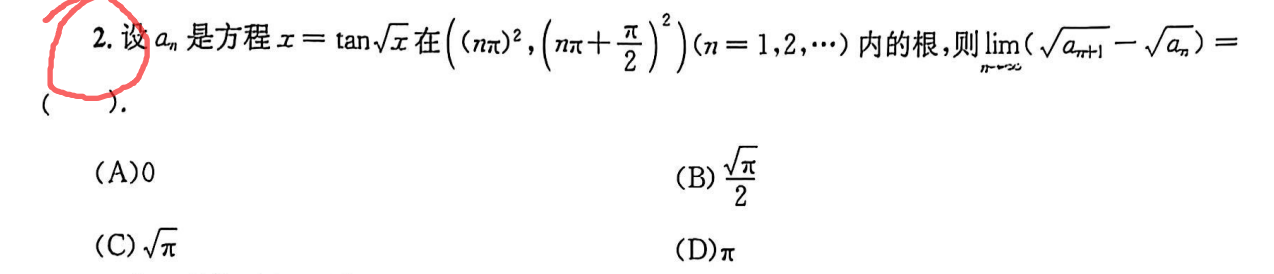 2. 设 aₙ 是方程 x = tan√x 在((nπ)², (nπ + π/2)²)(n = 1,2,⋯) 内的根,则 lim_{n→∞}(√aₙ₊₁ − √aₙ) =
( ).
(A)0 (B) √π/2
(C) √π (D)π